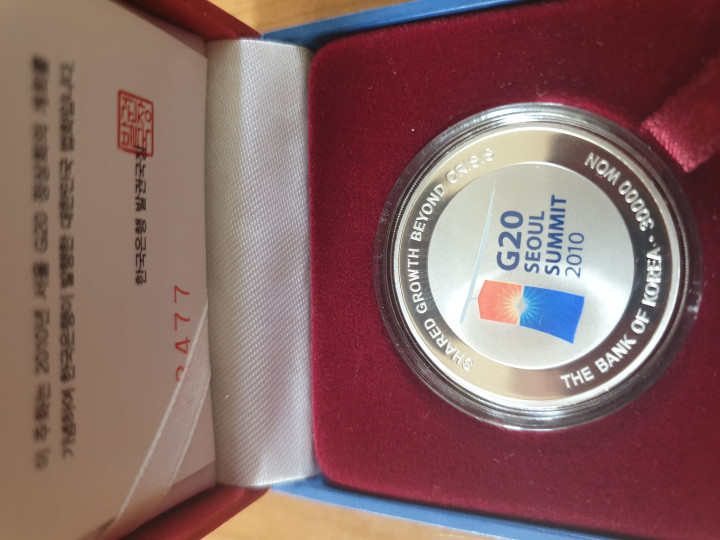 이 주화는 2010년 서울 G20 정상회의 개최를
기념하여 한국은행이 발행한 대한민국 법화입니다.
한국은행 발권국장
3477
SHARED GROWTH BEYOND CRISIS
G20
SEOUL
SUMMIT
2010
THE BANK OF KOREA · 30000 WON